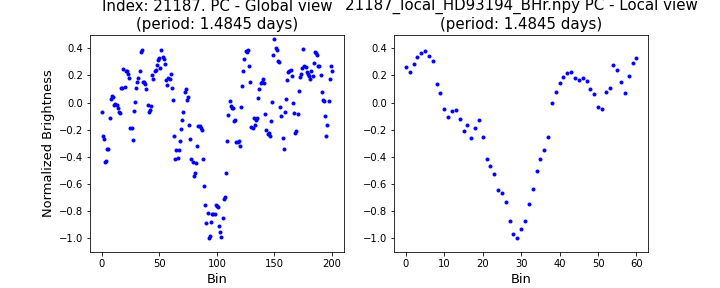 Index: 21187. PC - Global view
(period: 1.4845 days)
21187_local_HD93194_BHr.npy PC - Local view
(period: 1.4845 days)
Normalized Brightness
0.4
0.2
0.0
−0.2
−0.4
−0.6
−0.8
−1.0
0 50 100 150 200
Bin
0.4
0.2
0.0
−0.2
−0.4
−0.6
−0.8
−1.0
0 10 20 30 40 50 60
Bin